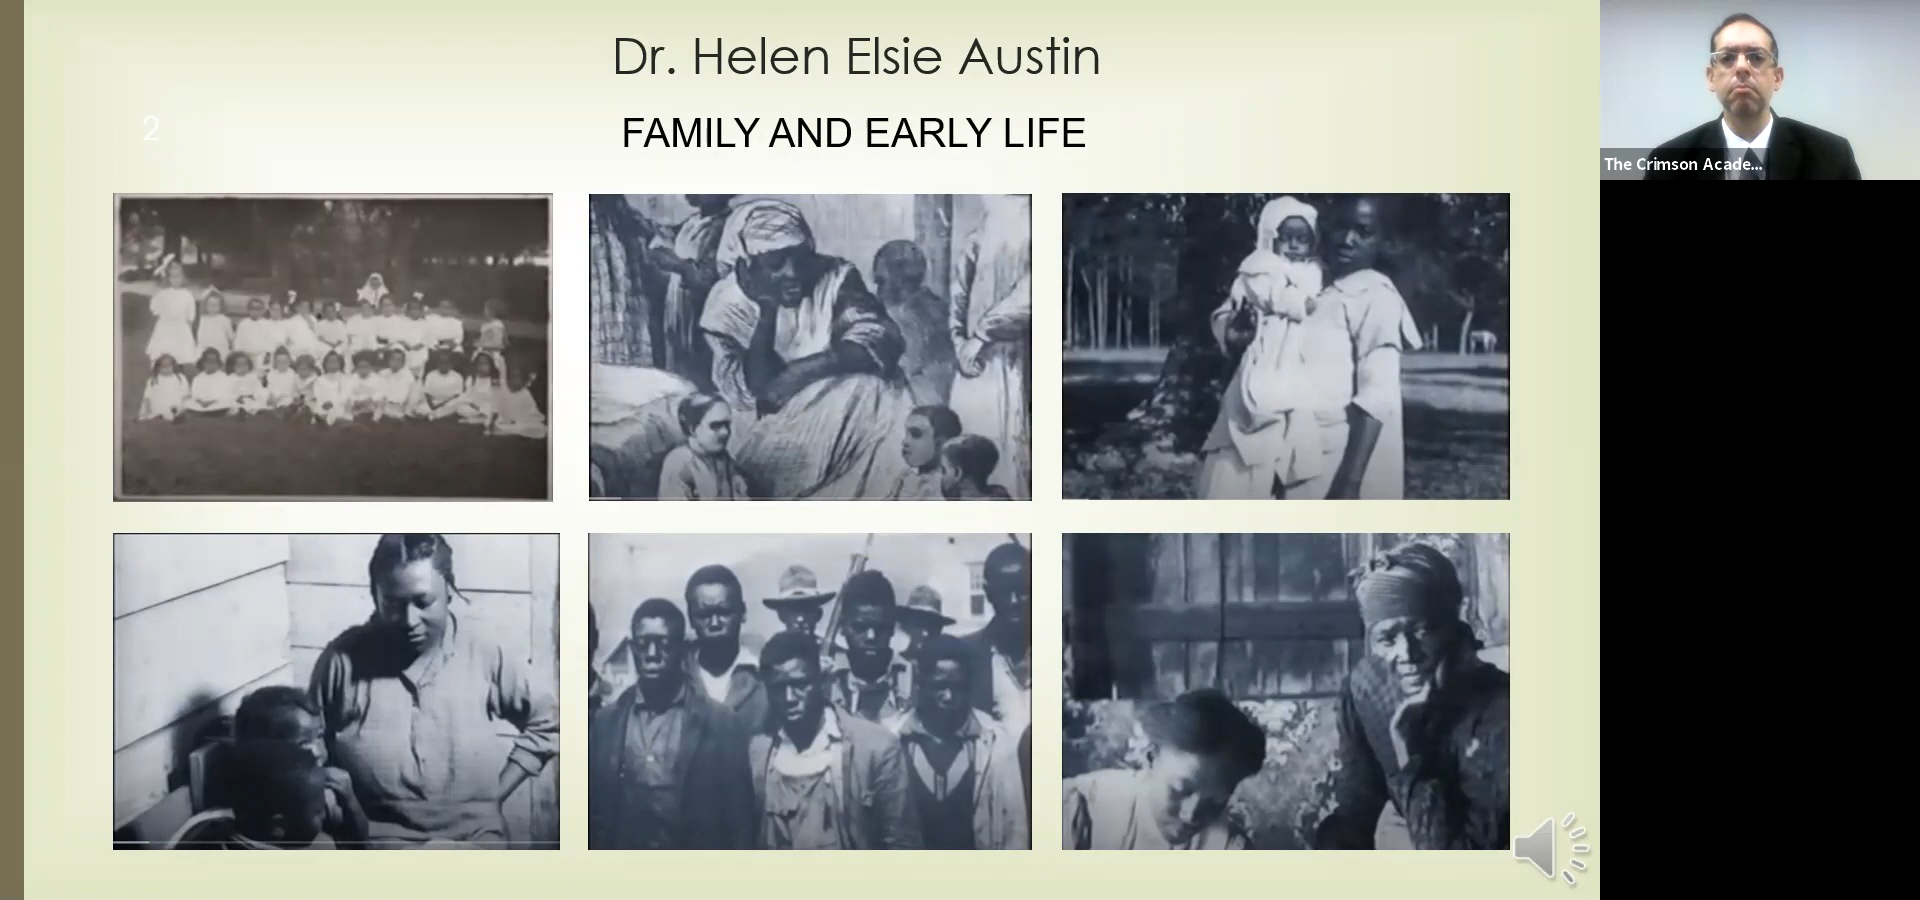 Dr. Helen Elsie Austin
2
FAMILY AND EARLY LIFE
The Crimson Acade...